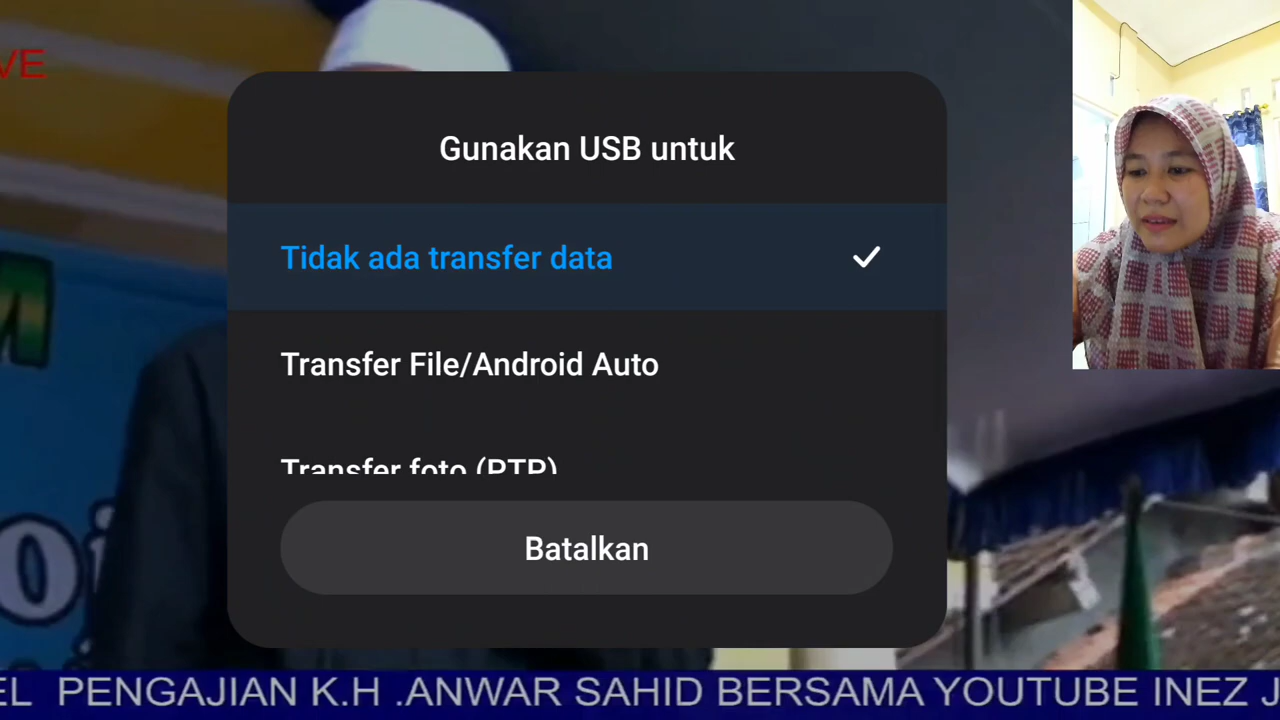 VE
Gunakan USB untuk
Tidak ada transfer data
Transfer File/Android Auto
Transfer foto (PTP)
Batalkan
EL PENGAJIAN K.H .ANWAR SAHID BERSAMA YOUTUBE INEZ J